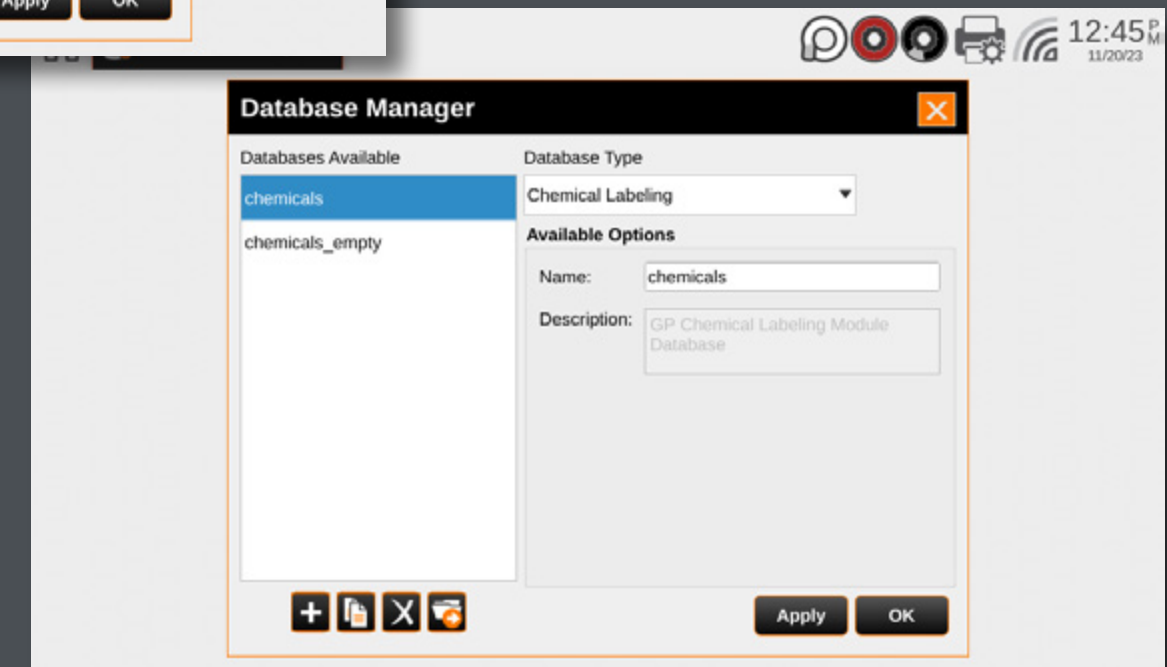 Apply OK
12:45 PM
11/20/23
Database Manager
Databases Available
chemicals
chemicals_empty
Database Type
Chemical Labeling
Available Options
Name: chemicals
Description: GP Chemical Labeling Module
Database
Apply OK